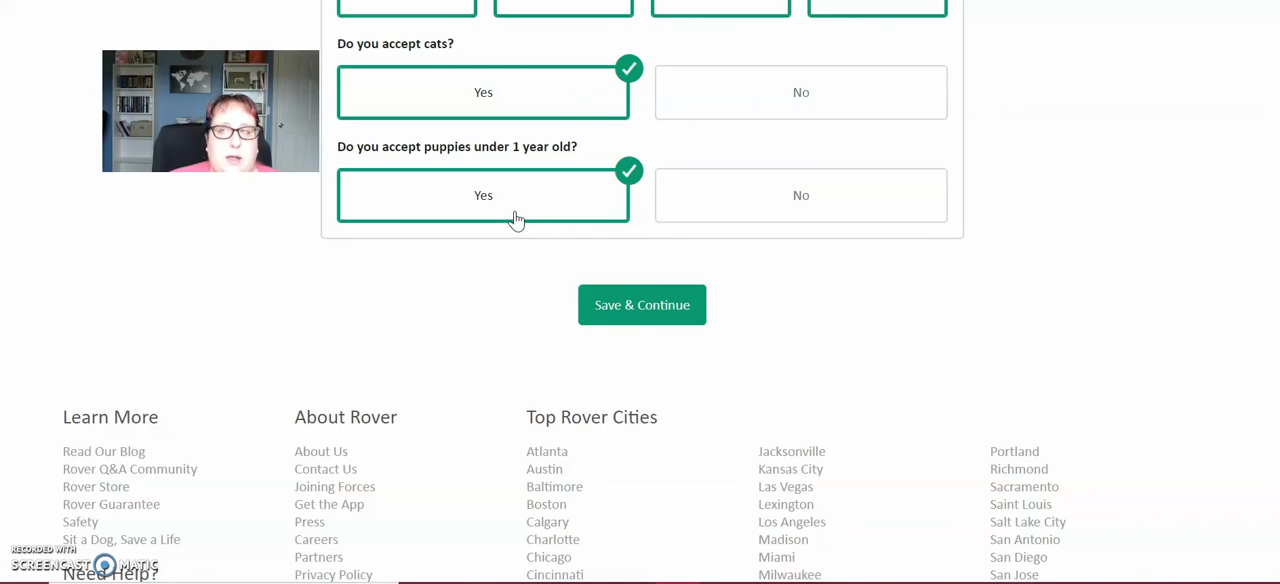 Do you accept cats?
Yes
No
Do you accept puppies under 1 year old?
Yes
No
Save & Continue
Learn More
About Rover
Top Rover Cities
Read Our Blog
About Us
Atlanta
Jacksonville
Portland
Rover Q&A Community
Contact Us
Austin
Kansas City
Richmond
Rover Store
Joining Forces
Baltimore
Las Vegas
Sacramento
Rover Guarantee
Get the App
Boston
Lexington
Saint Louis
Safety
Press
Calgary
Los Angeles
Salt Lake City
Sit a Dog, Save a Life
Careers
Charlotte
Madison
San Antonio
Partners
Chicago
Miami
San Diego
Need Help?
Privacy Policy
Cincinnati
Milwaukee
San Jose
RECORDED WITH
SCREENCAST MATIC